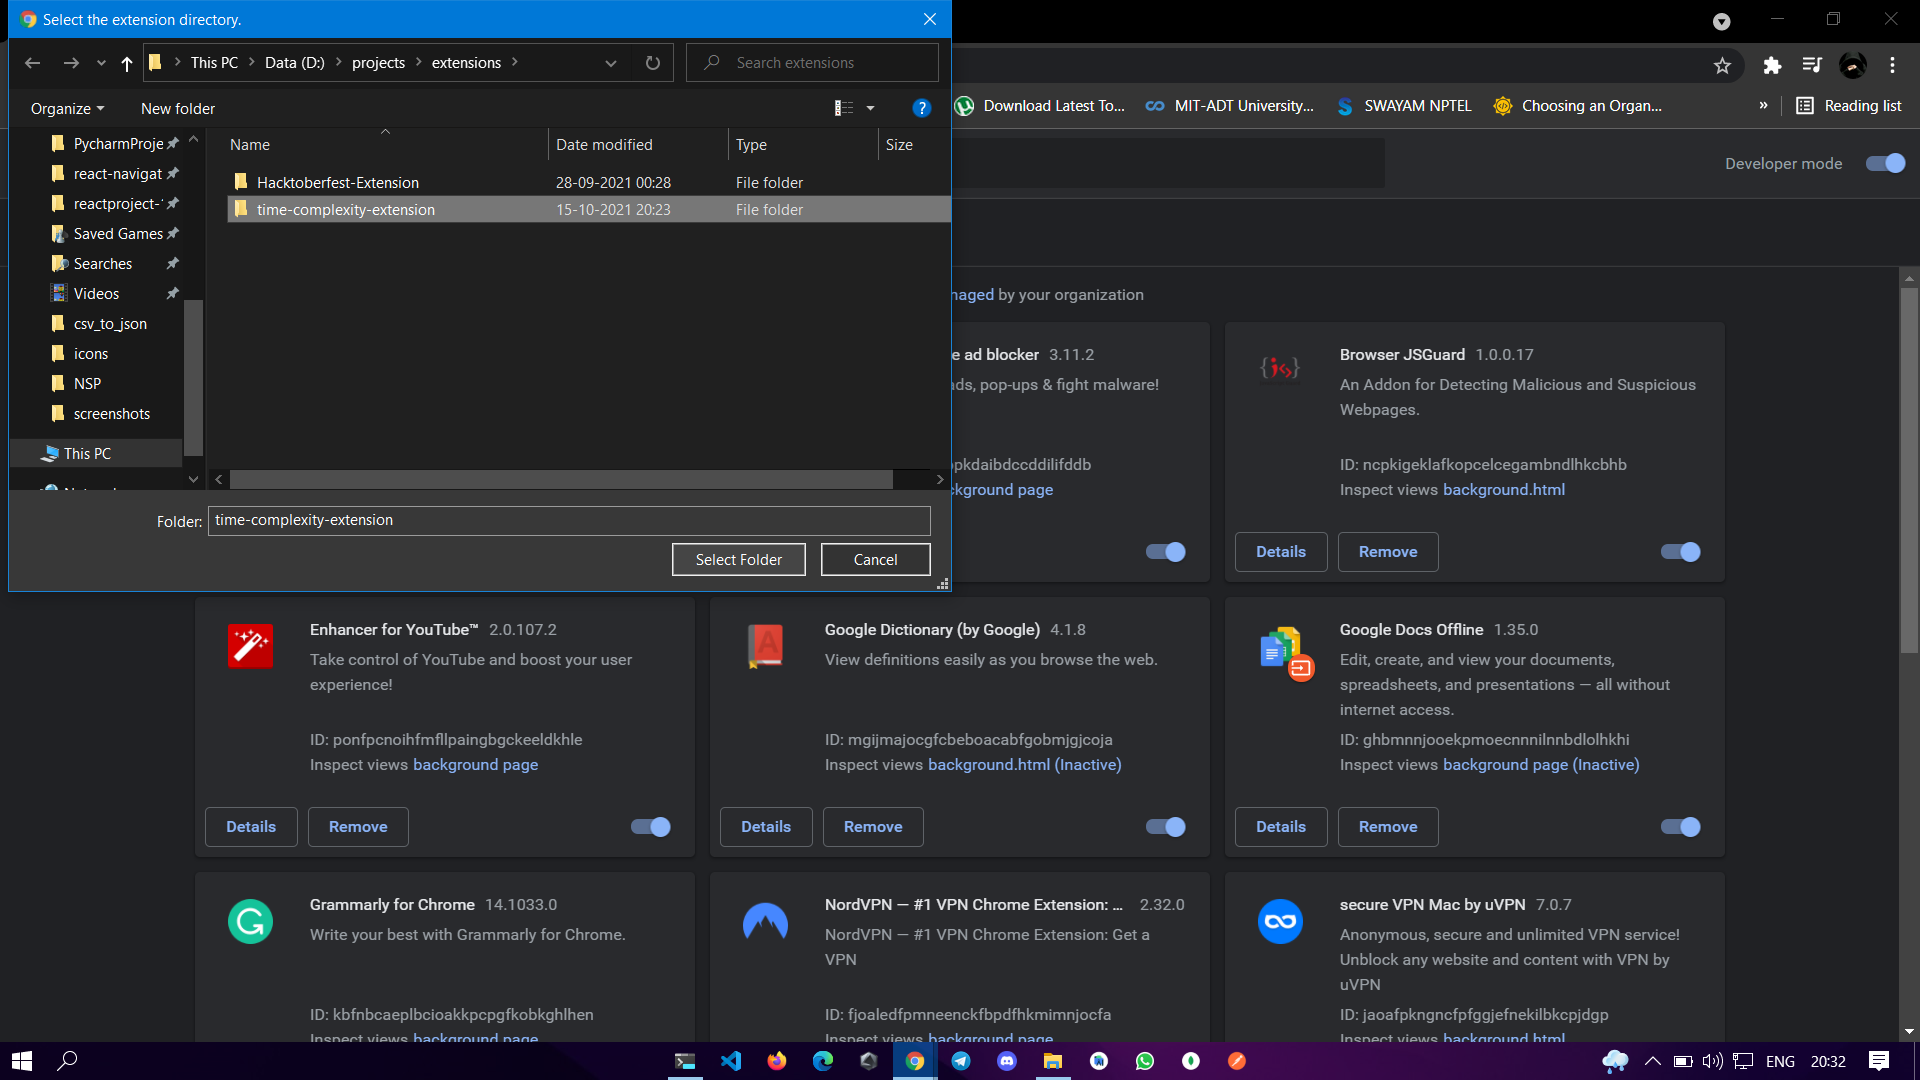 Select the extension directory.
This PC
Data (D:)
projects
extensions
Search extensions
Organize
New folder
Name
Date modified
Type
Size
PycharmProje
react-navigat
reactproject-
Saved Games
Searches
Videos
csv_to_json
icons
NSP
screenshots
This PC
Hacktoberfest-Extension 28-09-2021 00:28 File folder
time-complexity-extension 15-10-2021 20:23 File folder
Folder: time-complexity-extension
Select Folder
Cancel
Download Latest To...
MIT-ADT University...
SWAYAM NPTEL
Choosing an Organ...
»
Reading list
Developer mode
naged by your organization
e ad blocker 3.11.2
ds, pop-ups & fight malware!
pkdaibdccddilifddb
kground page
Browser JSGuard 1.0.0.17
An Addon for Detecting Malicious and Suspicious
Webpages.
ID: ncpkigeklafkopcelcegambndlhkcbhb
Inspect views background.html
Details
Remove
Enhancer for YouTube™ 2.0.107.2
Take control of YouTube and boost your user
experience!
ID: ponfpcnoihfmfllpaingbgckeeldkhle
Inspect views background page
Details
Remove
Google Dictionary (by Google) 4.1.8
View definitions easily as you browse the web.
ID: mgijmajocgfcbeboacabfgobmjgjcoja
Inspect views background.html (Inactive)
Details
Remove
Google Docs Offline 1.35.0
Edit, create, and view your documents,
spreadsheets, and presentations — all without
internet access.
ID: ghbmnnjooekpmoecnnnilnnbdlolhkhi
Inspect views background page (Inactive)
Details
Remove
Grammarly for Chrome 14.1033.0
Write your best with Grammarly for Chrome.
ID: kbfnbcaeplbcioakkpcpgfkobkghlhen
Inspect views background page
NordVPN — #1 VPN Chrome Extension: ... 2.32.0
NordVPN — #1 VPN Chrome Extension: Get a
VPN
ID: fjoaledfpmneenckfbpdfhkmimnjocfa
Inspect views background page
secure VPN Mac by uVPN 7.0.7
Anonymous, secure and unlimited VPN service!
Unblock any website and content with VPN by
uVPN
ID: jaoafpkngncfpfggjefnekilbkcpjdgp
Inspect views background.html
ENG
20:32